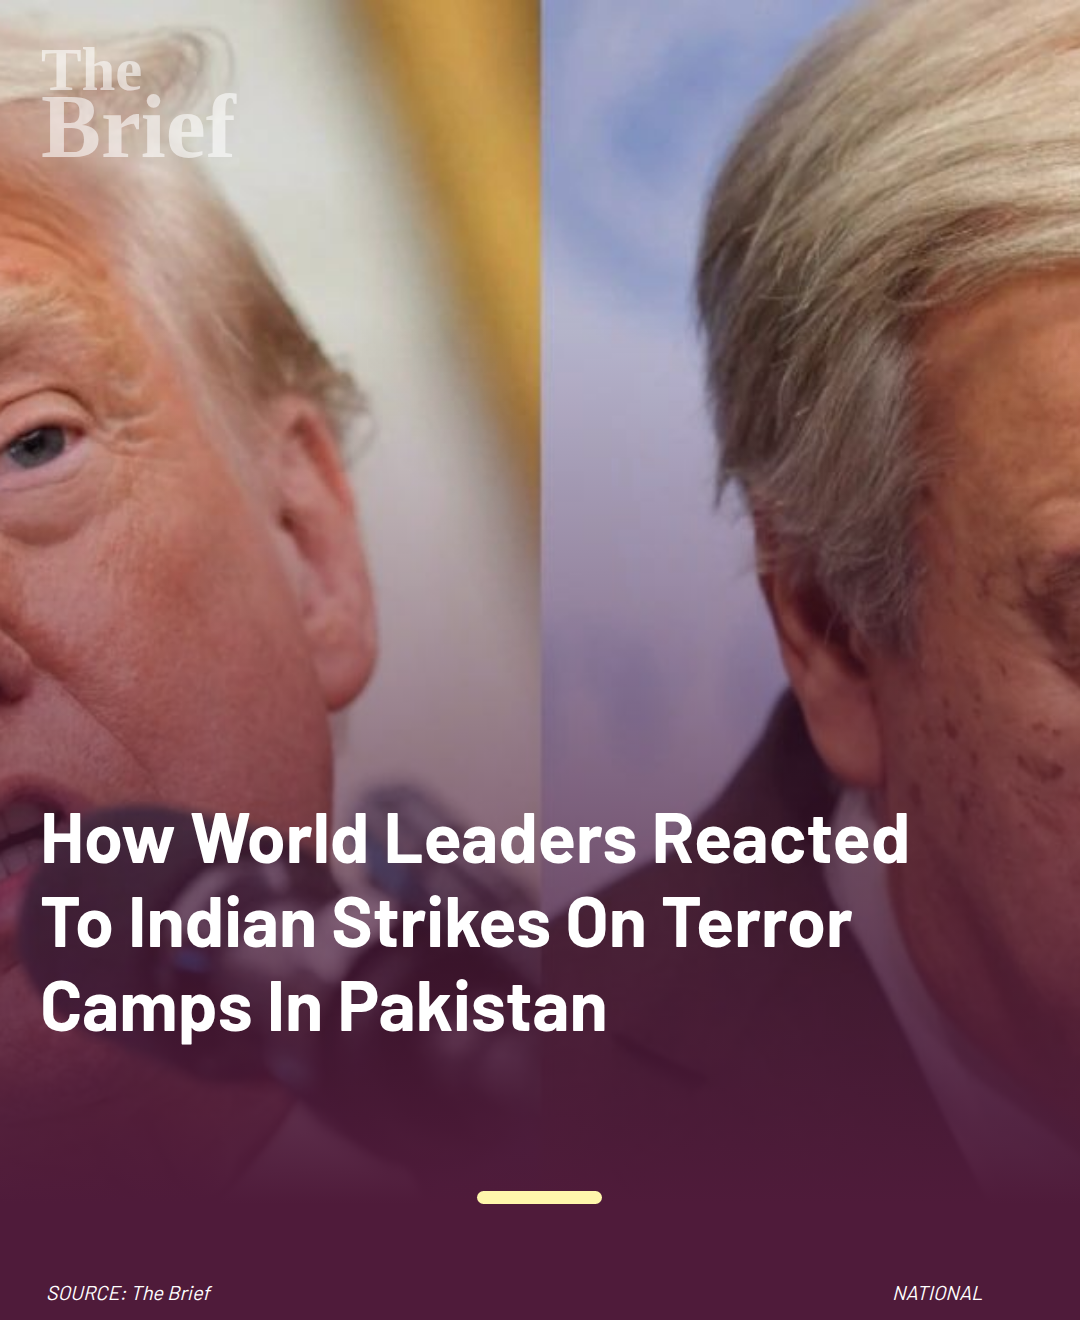 The
Brief
How World Leaders Reacted
To Indian Strikes On Terror
Camps In Pakistan
SOURCE: The Brief
NATIONAL